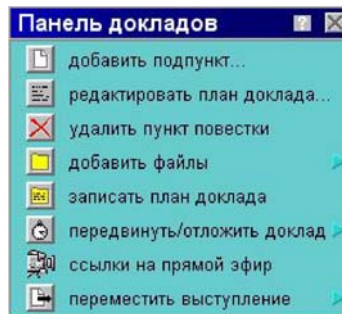 Панель докладов
добавить подпункт...
редактировать план доклада...
удалить пункт повестки
добавить файлы
записать план доклада
передвинуть/отложить доклад
ссылки на прямой эфир
переместить выступление